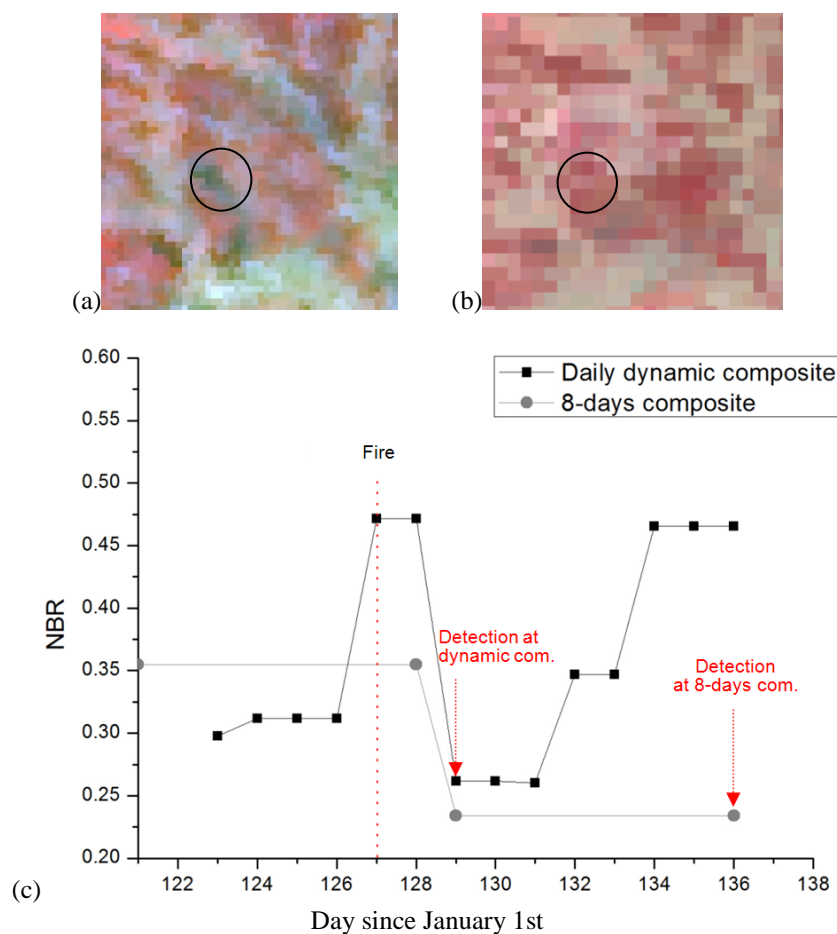 (a)
(b)
0.60
0.55
0.50
0.45
0.40
0.35
0.30
0.25
0.20
NBR
Daily dynamic composite
8-days composite
Fire
Detection at
dynamic com.
Detection
at 8-days com.
122 124 126 128 130 132 134 136 138
(c)
Day since January 1st